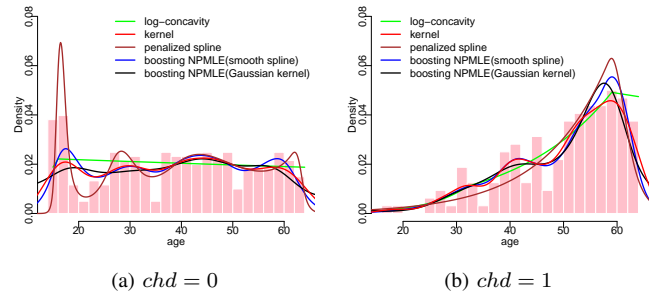 0.08
log−concavity
kernel
penalized spline
boosting NPMLE(smooth spline)
boosting NPMLE(Gaussian kernel)
0.06
Density
0.04
0.02
0.00
20 30 40 50 60
age
(a) chd = 0
0.08
log−concavity
kernel
penalized spline
boosting NPMLE(smooth spline)
boosting NPMLE(Gaussian kernel)
0.06
Density
0.04
0.02
0.00
20 30 40 50 60
age
(b) chd = 1